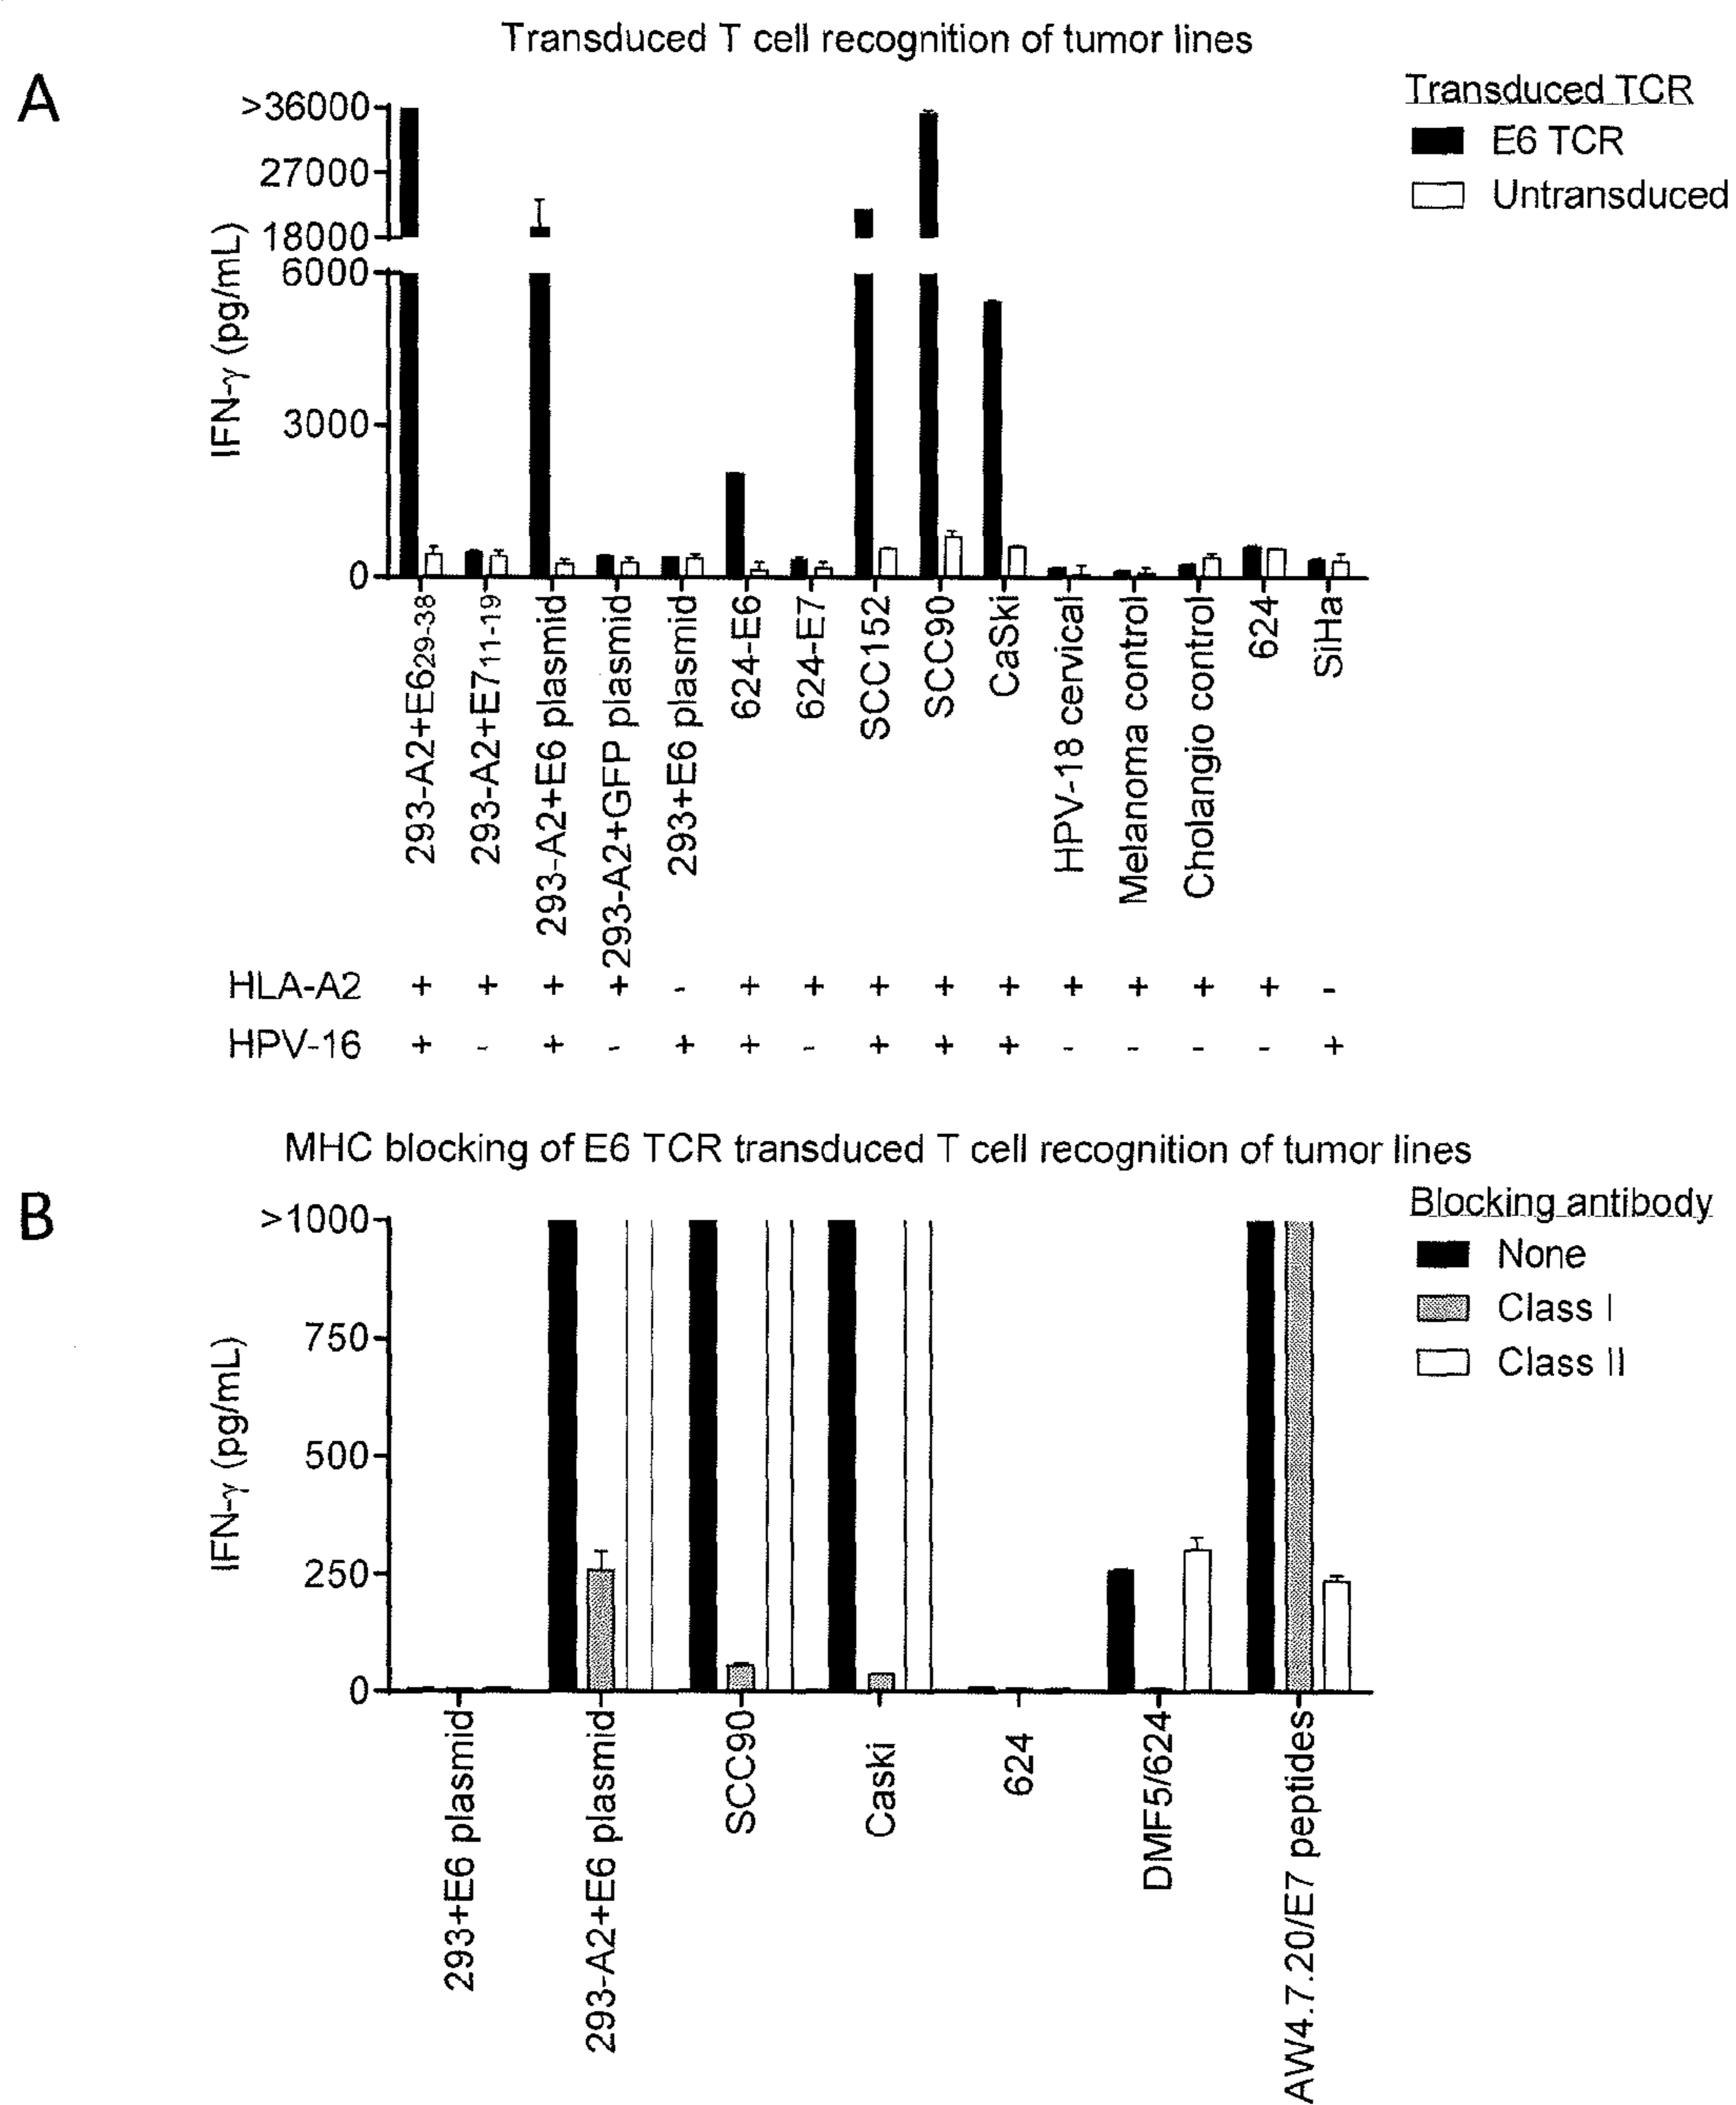 Transduced T cell recognition of tumor lines
A
Transduced TCR
E6 TCR
Untransduced
IFN-γ (pg/mL)
>36000
27000
18000
6000
3000
0
293-A2+E629-38
293-A2+E711-19
293-A2+E6 plasmid
293-A2+GFP plasmid
293+E6 plasmid
624-E6
624-E7
SCC152
SCC90
CaSki
HPV-18 cervical
Melanoma control
Cholangio control
624
SiHa
HLA-A2 + + + + - + + + + + + + + + -
HPV-16 + - + - + + - + + + - - - - +
MHC blocking of E6 TCR transduced T cell recognition of tumor lines
B
Blocking antibody
None
Class I
Class II
IFN-γ (pg/mL)
>1000
750
500
250
0
293+E6 plasmid
293-A2+E6 plasmid
SCC90
Caski
624
DMF5/624
AW4.7.20/E7 peptides